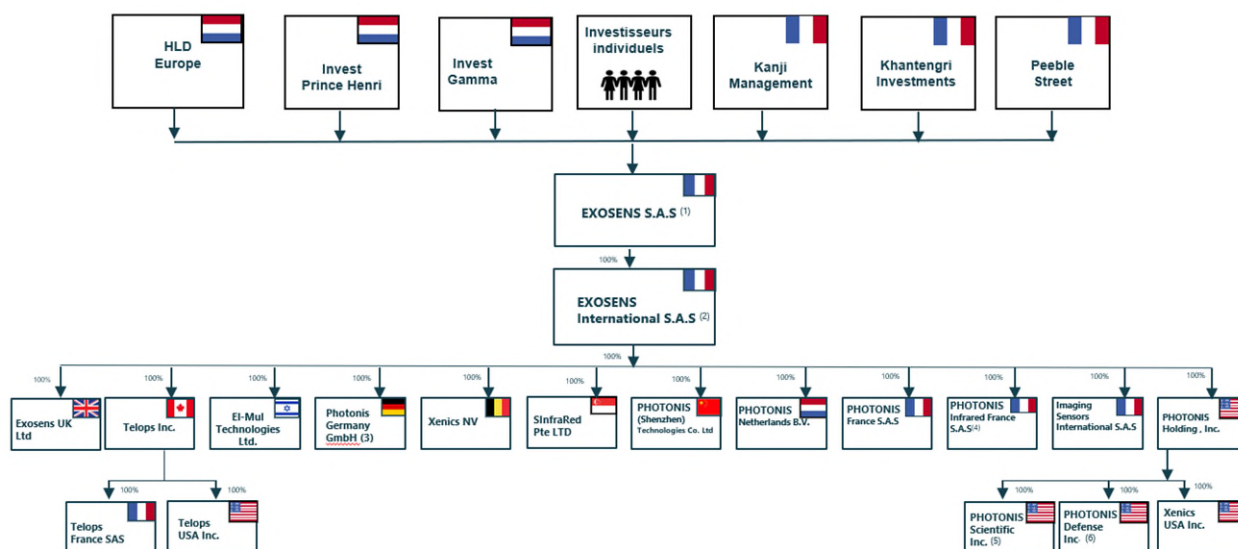 HLD
Europe
Invest
Prince Henri
Invest
Gamma
Investisseurs
individuels
Kanji
Management
Khantengri
Investments
Peeble
Street
EXOSENS S.A.S (1)
100%
EXOSENS
International S.A.S (2)
100%
100%
100%
100%
100%
100%
100%
100%
100%
100%
100%
100%
100%
Exosens UK
Ltd
Telops Inc.
El-Mul
Technologies
Ltd.
Photonis
Germany
GmbH (3)
Xenics NV
SInfraRed
Pte LTD
PHOTONIS
(Shenzhen)
Technologies Co. Ltd
PHOTONIS
Netherlands B.V.
PHOTONIS
France S.A.S
PHOTONIS
Infrared France
S.A.S(4)
Imaging
Sensors
International S.A.S
PHOTONIS
Holding , Inc.
100%
100%
100%
100%
100%
Telops
France SAS
Telops
USA Inc.
PHOTONIS
Scientific
Inc. (5)
PHOTONIS
Defense
Inc. (6)
Xenics
USA Inc.